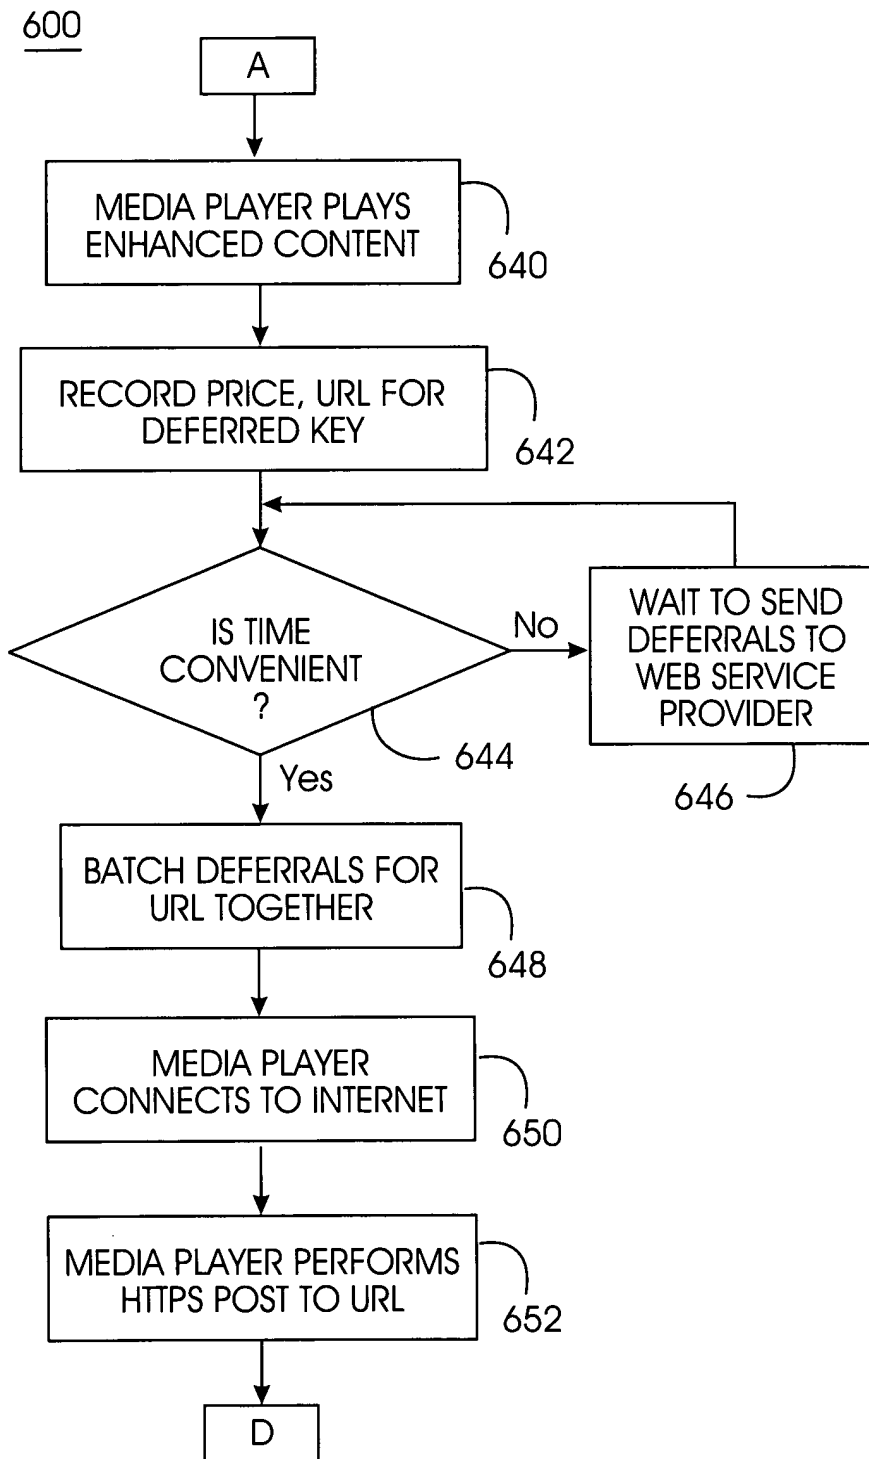 600
A
MEDIA PLAYER PLAYS
ENHANCED CONTENT
640
RECORD PRICE, URL FOR
DEFERRED KEY
642
IS TIME
CONVENIENT
?
644
No
WAIT TO SEND
DEFERRALS TO
WEB SERVICE
PROVIDER
646
Yes
BATCH DEFERRALS FOR
URL TOGETHER
648
MEDIA PLAYER
CONNECTS TO INTERNET
650
MEDIA PLAYER PERFORMS
HTTPS POST TO URL
652
D